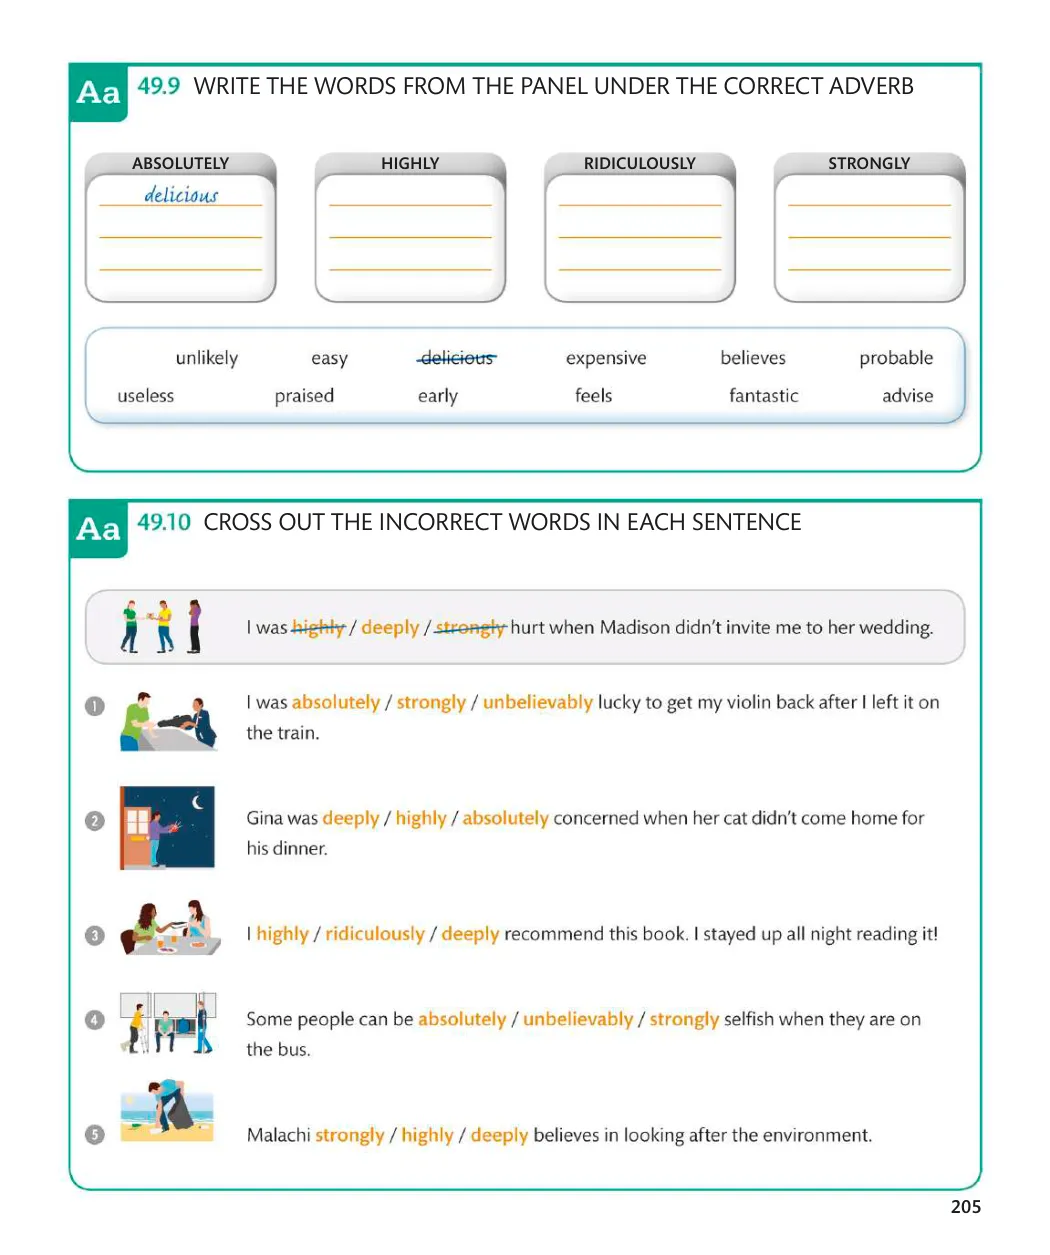 Aa 49.9 WRITE THE WORDS FROM THE PANEL UNDER THE CORRECT ADVERB
ABSOLUTELY HIGHLY RIDICULOUSLY STRONGLY
delicious
unlikely easy delicious expensive believes probable
useless praised early feels fantastic advise
Aa 49.10 CROSS OUT THE INCORRECT WORDS IN EACH SENTENCE
I was highly / deeply / strongly hurt when Madison didn't invite me to her wedding.
1 I was absolutely / strongly / unbelievably lucky to get my violin back after I left it on
the train.
2 Gina was deeply / highly / absolutely concerned when her cat didn't come home for
his dinner.
3 I highly / ridiculously / deeply recommend this book. I stayed up all night reading it!
4 Some people can be absolutely / unbelievably / strongly selfish when they are on
the bus.
5 Malachi strongly / highly / deeply believes in looking after the environment.
205